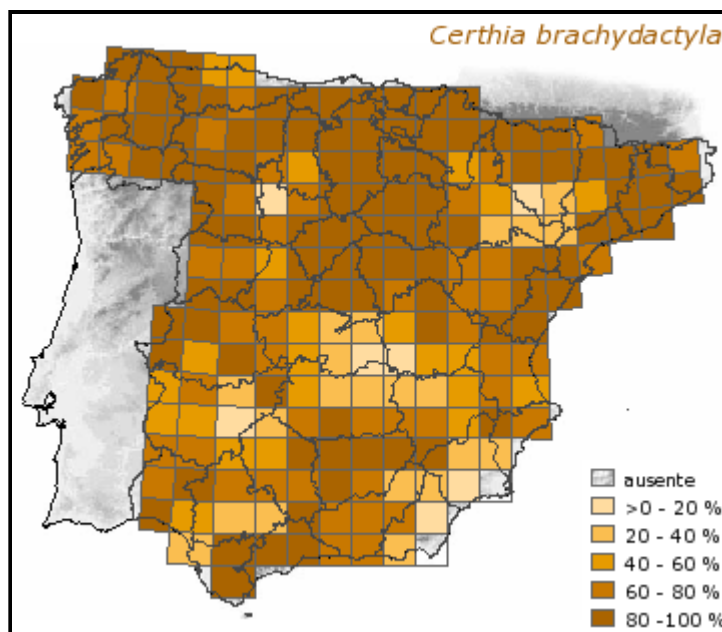 Certhia brachydactyla
ausente
>0 - 20 %
20 - 40 %
40 - 60 %
60 - 80 %
80 -100 %